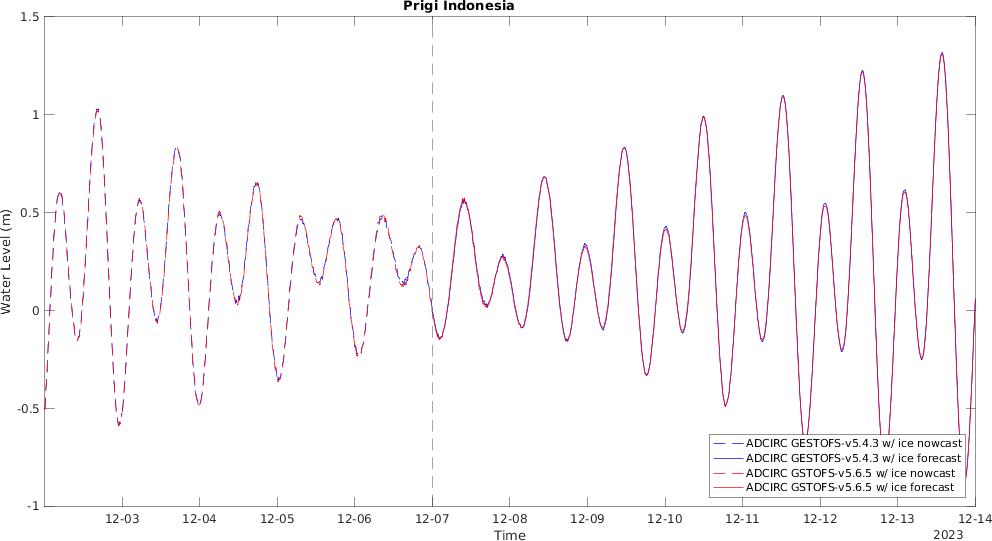 Prigi Indonesia
1.5
1
0.5
0
-0.5
-1
Water Level (m)
ADCIRC GESTOFS-v5.4.3 w/ ice nowcast
ADCIRC GESTOFS-v5.4.3 w/ ice forecast
ADCIRC GSTOFS-v5.6.5 w/ ice nowcast
ADCIRC GSTOFS-v5.6.5 w/ ice forecast
12-03 12-04 12-05 12-06 12-07 12-08 12-09 12-10 12-11 12-12 12-13 12-14
Time
2023